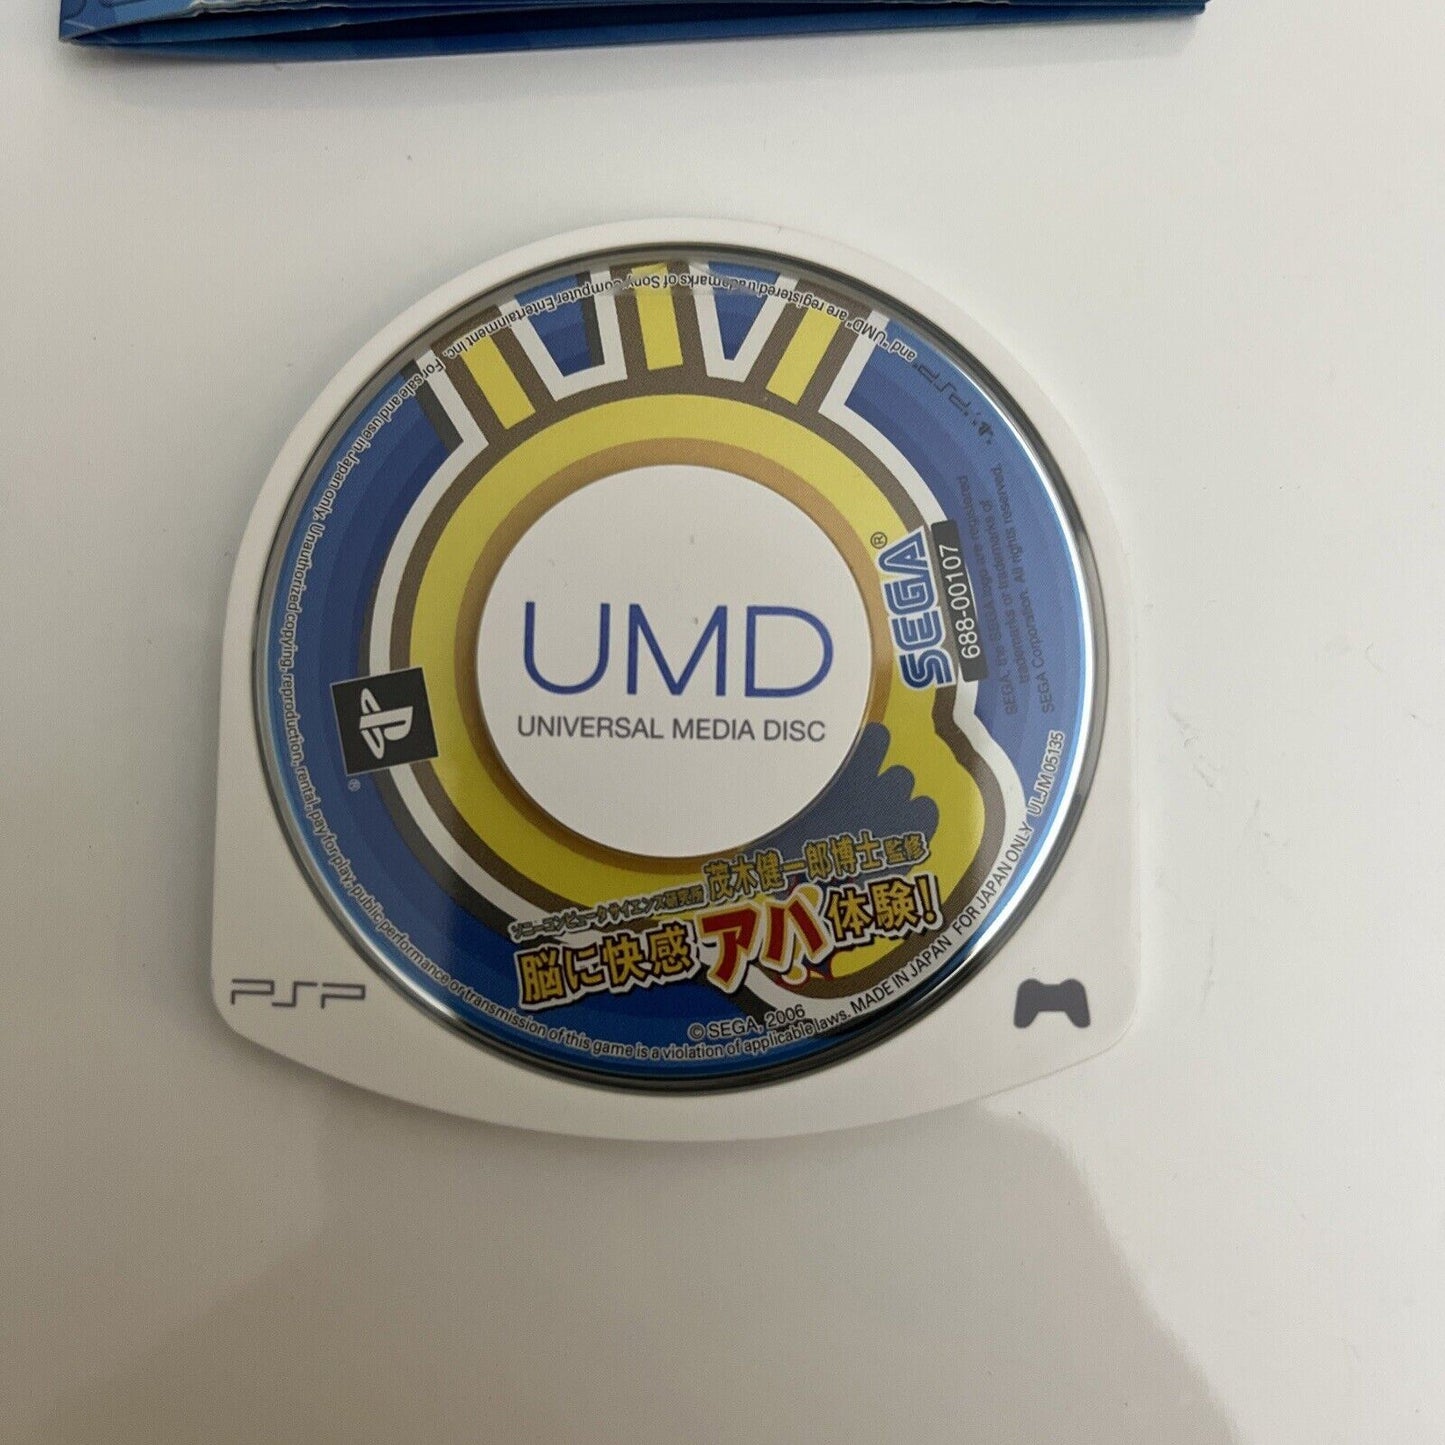 UMD
UNIVERSAL MEDIA DISC
SEGA®
688-00107
SEGA, the SEGA logo are registered
trademarks or trademarks of
SEGA Corporation. All rights reserved.
ソニーコンピュータサイエンス研究所 茂木健一郎博士 監修
脳に快感 アハ体験!
© SEGA, 2006
and "UMD" are registered trademarks of Sony Computer Entertainment Inc. For sale and use in Japan only. Unauthorized copying, reproduction, rental, pay for play, public performance or transmission of this game is a violation of applicable laws. MADE IN JAPAN FOR JAPAN ONLY ULJM 05135
®
PSP
PSP